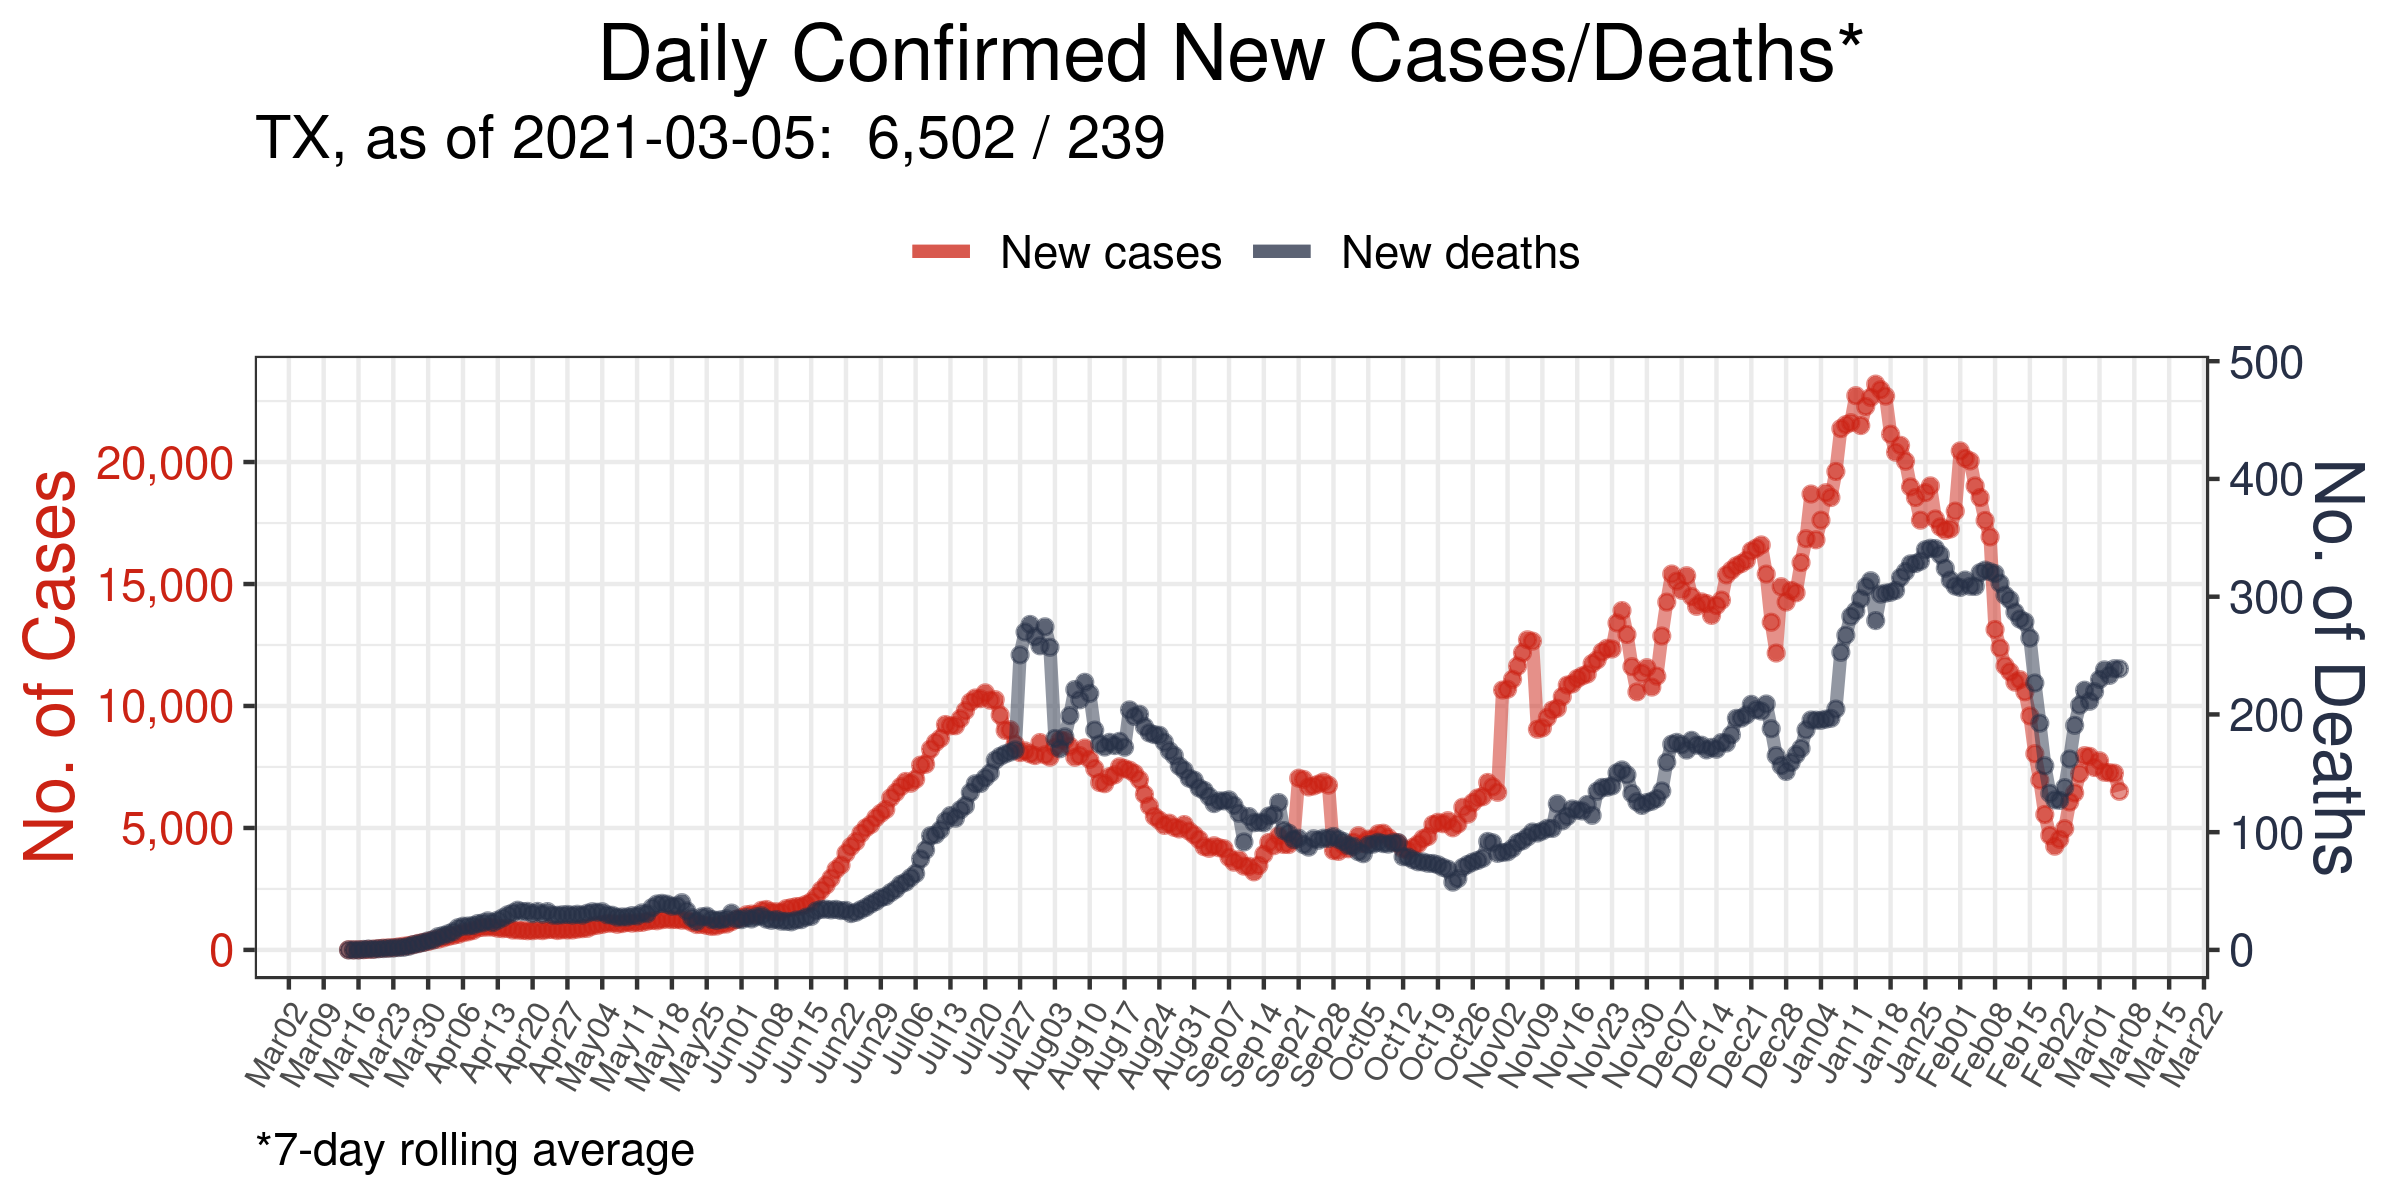 Daily Confirmed New Cases/Deaths*
TX, as of 2021-03-05:  6,502 / 239
New cases
New deaths
No. of Cases
20,000
15,000
10,000
5,000
0
500
400
300
200
100
0
No. of Deaths
Mar02
Mar09
Mar16
Mar23
Mar30
Apr06
Apr13
Apr20
Apr27
May04
May11
May18
May25
Jun01
Jun08
Jun15
Jun22
Jun29
Jul06
Jul13
Jul20
Jul27
Aug03
Aug10
Aug17
Aug24
Aug31
Sep07
Sep14
Sep21
Sep28
Oct05
Oct12
Oct19
Oct26
Nov02
Nov09
Nov16
Nov23
Nov30
Dec07
Dec14
Dec21
Dec28
Jan04
Jan11
Jan18
Jan25
Feb01
Feb08
Feb15
Feb22
Mar01
Mar08
Mar15
Mar22
*7-day rolling average